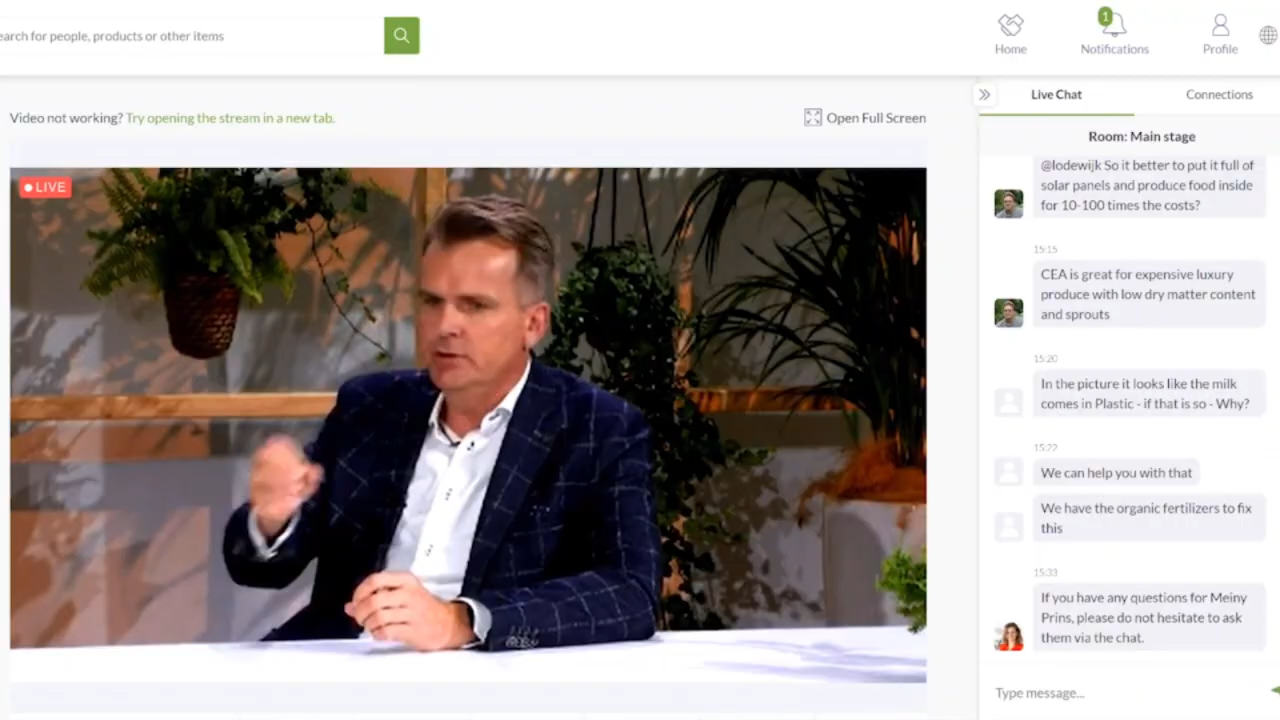 earch for people, products or other items
1
Home
Notifications
Profile
Video not working? Try opening the stream in a new tab.
Open Full Screen
LIVE
Live Chat
Connections
Room: Main stage
@lodewijk So it better to put it full of
solar panels and produce food inside
for 10-100 times the costs?
15:15
CEA is great for expensive luxury
produce with low dry matter content
and sprouts
15:20
In the picture it looks like the milk
comes in Plastic - if that is so - Why?
15:22
We can help you with that
We have the organic fertilizers to fix
this
15:33
If you have any questions for Meiny
Prins, please do not hesitate to ask
them via the chat.
Type message...